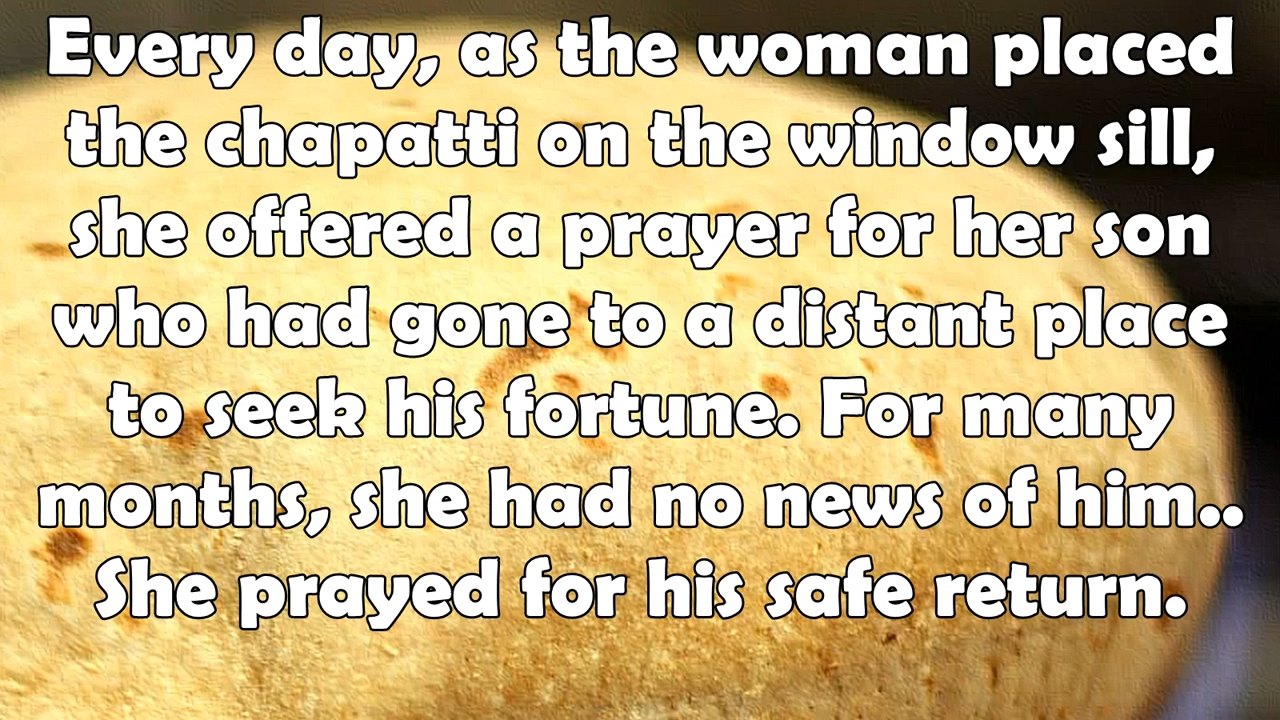 Every day, as the woman placed
the chapatti on the window sill,
she offered a prayer for her son
who had gone to a distant place
to seek his fortune. For many
months, she had no news of him..
She prayed for his safe return.